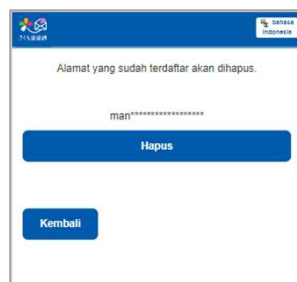 bahasa
indonesia
Alamat yang sudah terdaftar akan dihapus.
man******************
Hapus
Kembali